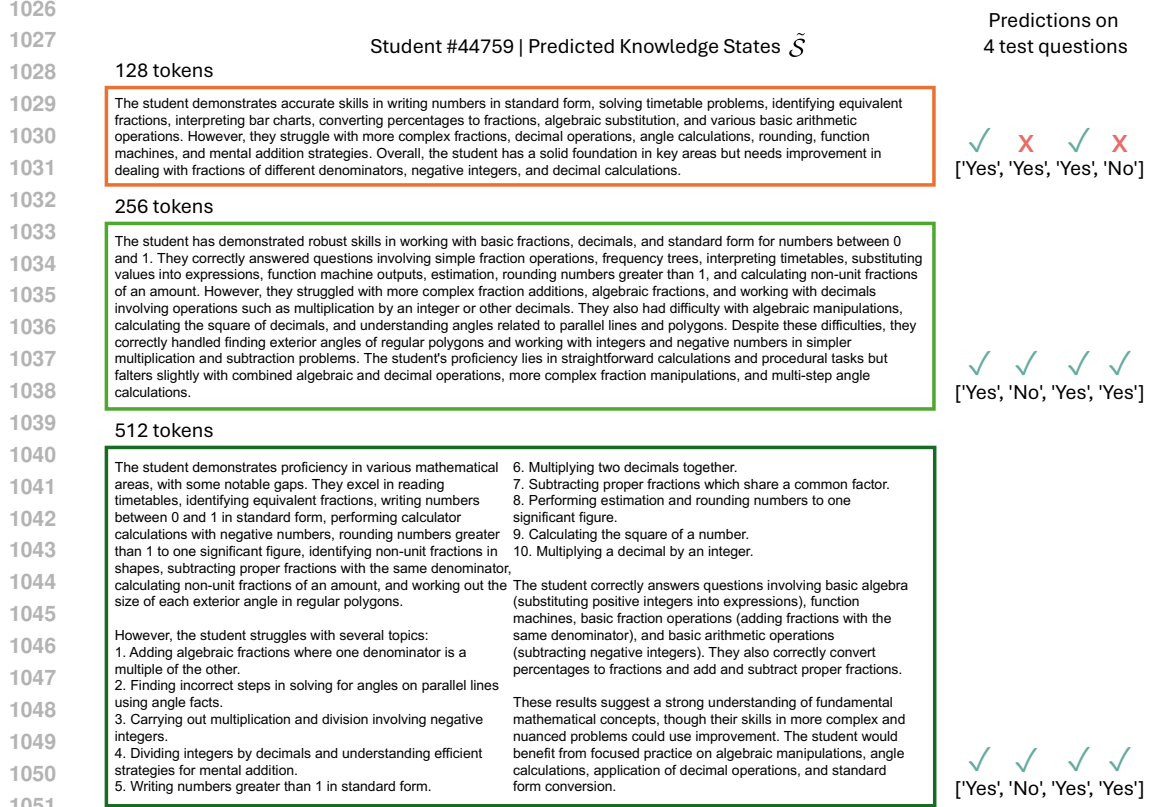 1026
1027
1028
1029
1030
1031
1032
1033
1034
1035
1036
1037
1038
1039
1040
1041
1042
1043
1044
1045
1046
1047
1048
1049
1050
1051
Student #44759 | Predicted Knowledge States S̃
Predictions on
4 test questions
128 tokens
The student demonstrates accurate skills in writing numbers in standard form, solving timetable problems, identifying equivalent
fractions, interpreting bar charts, converting percentages to fractions, algebraic substitution, and various basic arithmetic
operations. However, they struggle with more complex fractions, decimal operations, angle calculations, rounding, function
machines, and mental addition strategies. Overall, the student has a solid foundation in key areas but needs improvement in
dealing with fractions of different denominators, negative integers, and decimal calculations.
✓ X ✓ X
['Yes', 'Yes', 'Yes', 'No']
256 tokens
The student has demonstrated robust skills in working with basic fractions, decimals, and standard form for numbers between 0
and 1. They correctly answered questions involving simple fraction operations, frequency trees, interpreting timetables, substituting
values into expressions, function machine outputs, estimation, rounding numbers greater than 1, and calculating non-unit fractions
of an amount. However, they struggled with more complex fraction additions, algebraic fractions, and working with decimals
involving operations such as multiplication by an integer or other decimals. They also had difficulty with algebraic manipulations,
calculating the square of decimals, and understanding angles related to parallel lines and polygons. Despite these difficulties, they
correctly handled finding exterior angles of regular polygons and working with integers and negative numbers in simpler
multiplication and subtraction problems. The student's proficiency lies in straightforward calculations and procedural tasks but
falters slightly with combined algebraic and decimal operations, more complex fraction manipulations, and multi-step angle
calculations.
✓ ✓ ✓ ✓
['Yes', 'No', 'Yes', 'Yes']
512 tokens
The student demonstrates proficiency in various mathematical
areas, with some notable gaps. They excel in reading
timetables, identifying equivalent fractions, writing numbers
between 0 and 1 in standard form, performing calculator
calculations with negative numbers, rounding numbers greater
than 1 to one significant figure, identifying non-unit fractions in
shapes, subtracting proper fractions with the same denominator,
calculating non-unit fractions of an amount, and working out the
size of each exterior angle in regular polygons.
However, the student struggles with several topics:
1. Adding algebraic fractions where one denominator is a
multiple of the other.
2. Finding incorrect steps in solving for angles on parallel lines
using angle facts.
3. Carrying out multiplication and division involving negative
integers.
4. Dividing integers by decimals and understanding efficient
strategies for mental addition.
5. Writing numbers greater than 1 in standard form.
6. Multiplying two decimals together.
7. Subtracting proper fractions which share a common factor.
8. Performing estimation and rounding numbers to one
significant figure.
9. Calculating the square of a number.
10. Multiplying a decimal by an integer.
The student correctly answers questions involving basic algebra
(substituting positive integers into expressions), function
machines, basic fraction operations (adding fractions with the
same denominator), and basic arithmetic operations
(subtracting negative integers). They also correctly convert
percentages to fractions and add and subtract proper fractions.
These results suggest a strong understanding of fundamental
mathematical concepts, though their skills in more complex and
nuanced problems could use improvement. The student would
benefit from focused practice on algebraic manipulations, angle
calculations, application of decimal operations, and standard
form conversion.
✓ ✓ ✓ ✓
['Yes', 'No', 'Yes', 'Yes']